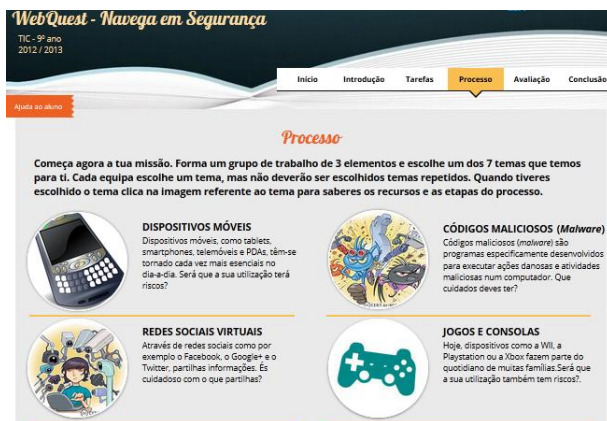 WebQuest - Navega em Segurança
TIC - 9º ano
2012 / 2013
Início Introdução Tarefas Processo Avaliação Conclusão
Ajuda ao aluno
Processo
Começa agora a tua missão. Forma um grupo de trabalho de 3 elementos e escolhe um dos 7 temas que temos
para ti. Cada equipa escolhe um tema, mas não deverão ser escolhidos temas repetidos. Quando tiveres
escolhido o tema clica na imagem referente ao tema para saberes os recursos e as etapas do processo.
DISPOSITIVOS MÓVEIS
Dispositivos móveis, como tablets,
smartphones, telemóveis e PDAs, têm-se
tornado cada vez mais esenciais no
dia-a-dia. Será que a sua utilização terá
riscos?
CÓDIGOS MALICIOSOS (Malware)
Códigos maliciosos (malware) são
programas especificamente desenvolvidos
para executar ações danosas e atividades
maliciosas num computador. Que
cuidados deves ter?
REDES SOCIAIS VIRTUAIS
Através de redes sociais como por
exemplo o Facebook, o Google+ e o
Twitter, partilhas informações. És
cuidadoso com o que partilhas?
JOGOS E CONSOLAS
Hoje, dispositivos como a WII, a
Playstation ou a Xbox fazem parte do
quotidiano de muitas famílias.Será que
a sua utilização também tem riscos?.